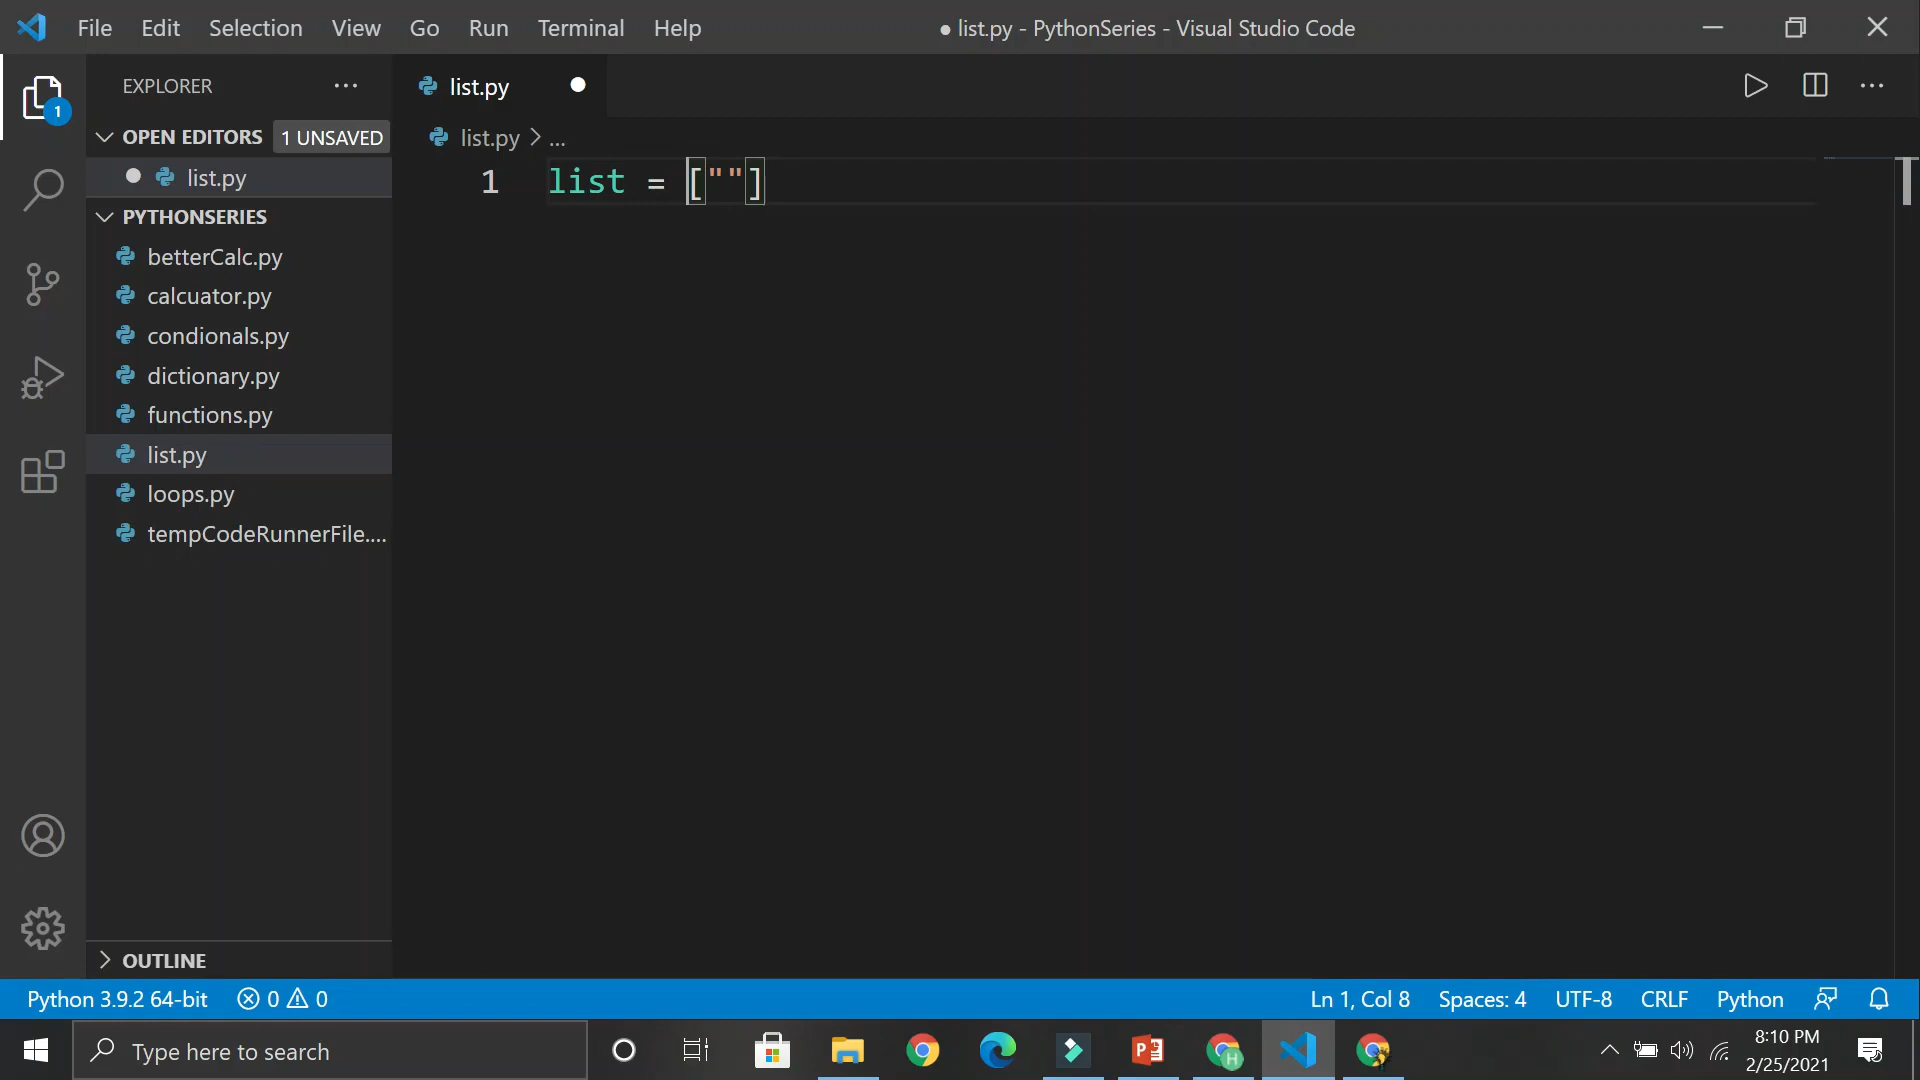 File Edit Selection View Go Run Terminal Help
● list.py - PythonSeries - Visual Studio Code
EXPLORER
1
OPEN EDITORS 1 UNSAVED
list.py
PYTHONSERIES
betterCalc.py
calcuator.py
condionals.py
dictionary.py
functions.py
list.py
loops.py
tempCodeRunnerFile....
OUTLINE
list.py
list.py > ...
1 list = [""]
Python 3.9.2 64-bit 0 0
Ln 1, Col 8 Spaces: 4 UTF-8 CRLF Python
Type here to search
H
8:10 PM
2/25/2021